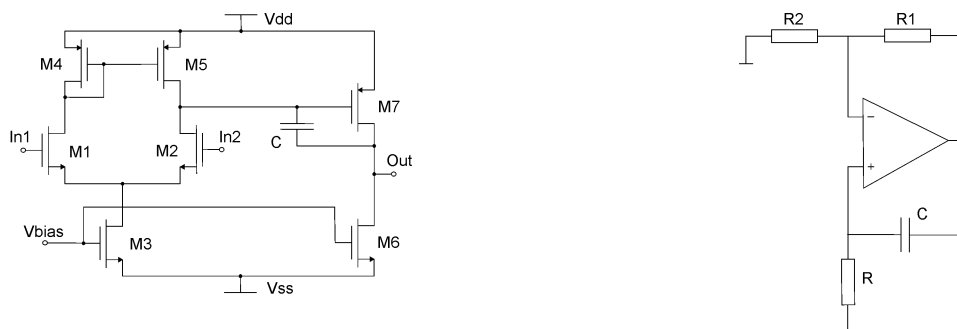 Vdd
M4
M5
M7
C
In1
In2
M1
M2
Out
Vbias
M3
M6
Vss
R2
R1
−
+
C
R